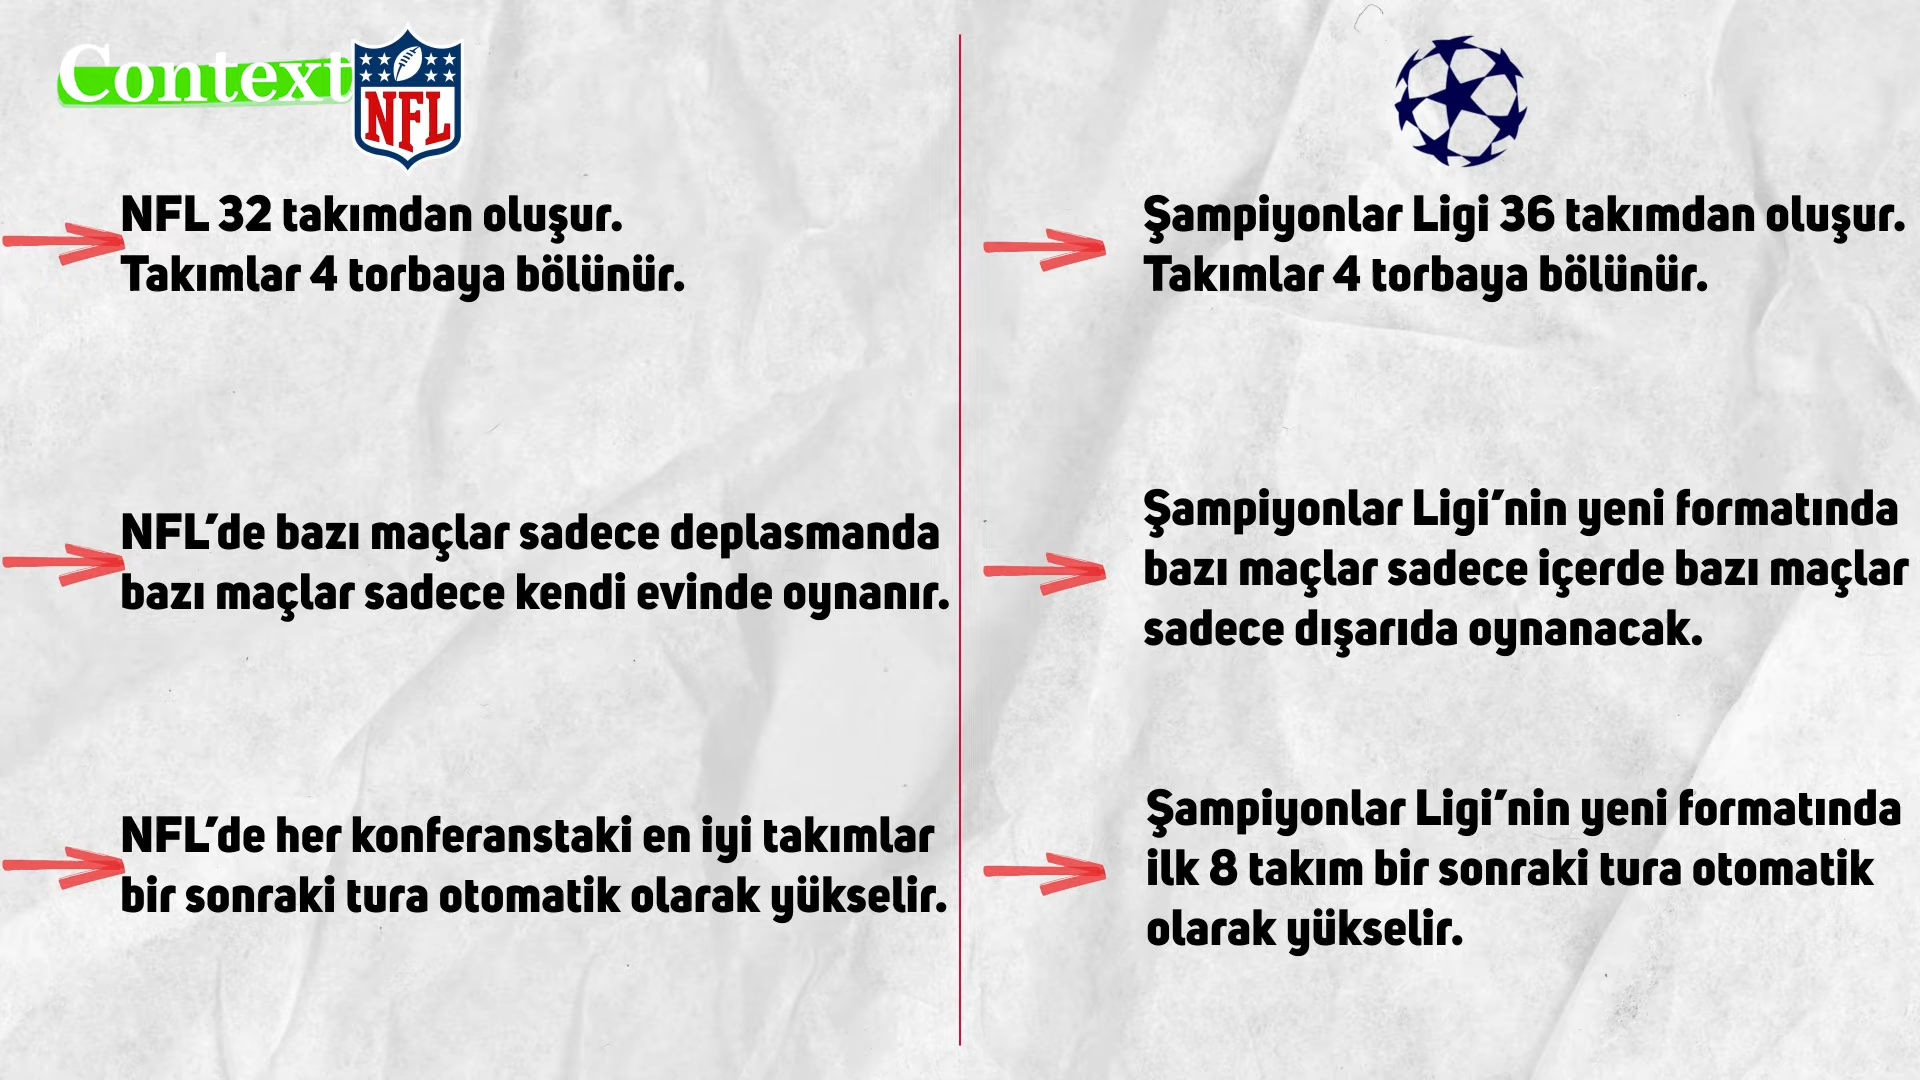 Context
NFL
NFL 32 takımdan oluşur.
Takımlar 4 torbaya bölünür.
NFL'de bazı maçlar sadece deplasmanda
bazı maçlar sadece kendi evinde oynanır.
NFL'de her konferanstaki en iyi takımlar
bir sonraki tura otomatik olarak yükselir.
Şampiyonlar Ligi 36 takımdan oluşur.
Takımlar 4 torbaya bölünür.
Şampiyonlar Ligi'nin yeni formatında
bazı maçlar sadece içerde bazı maçlar
sadece dışarıda oynanacak.
Şampiyonlar Ligi'nin yeni formatında
ilk 8 takım bir sonraki tura otomatik
olarak yükselir.